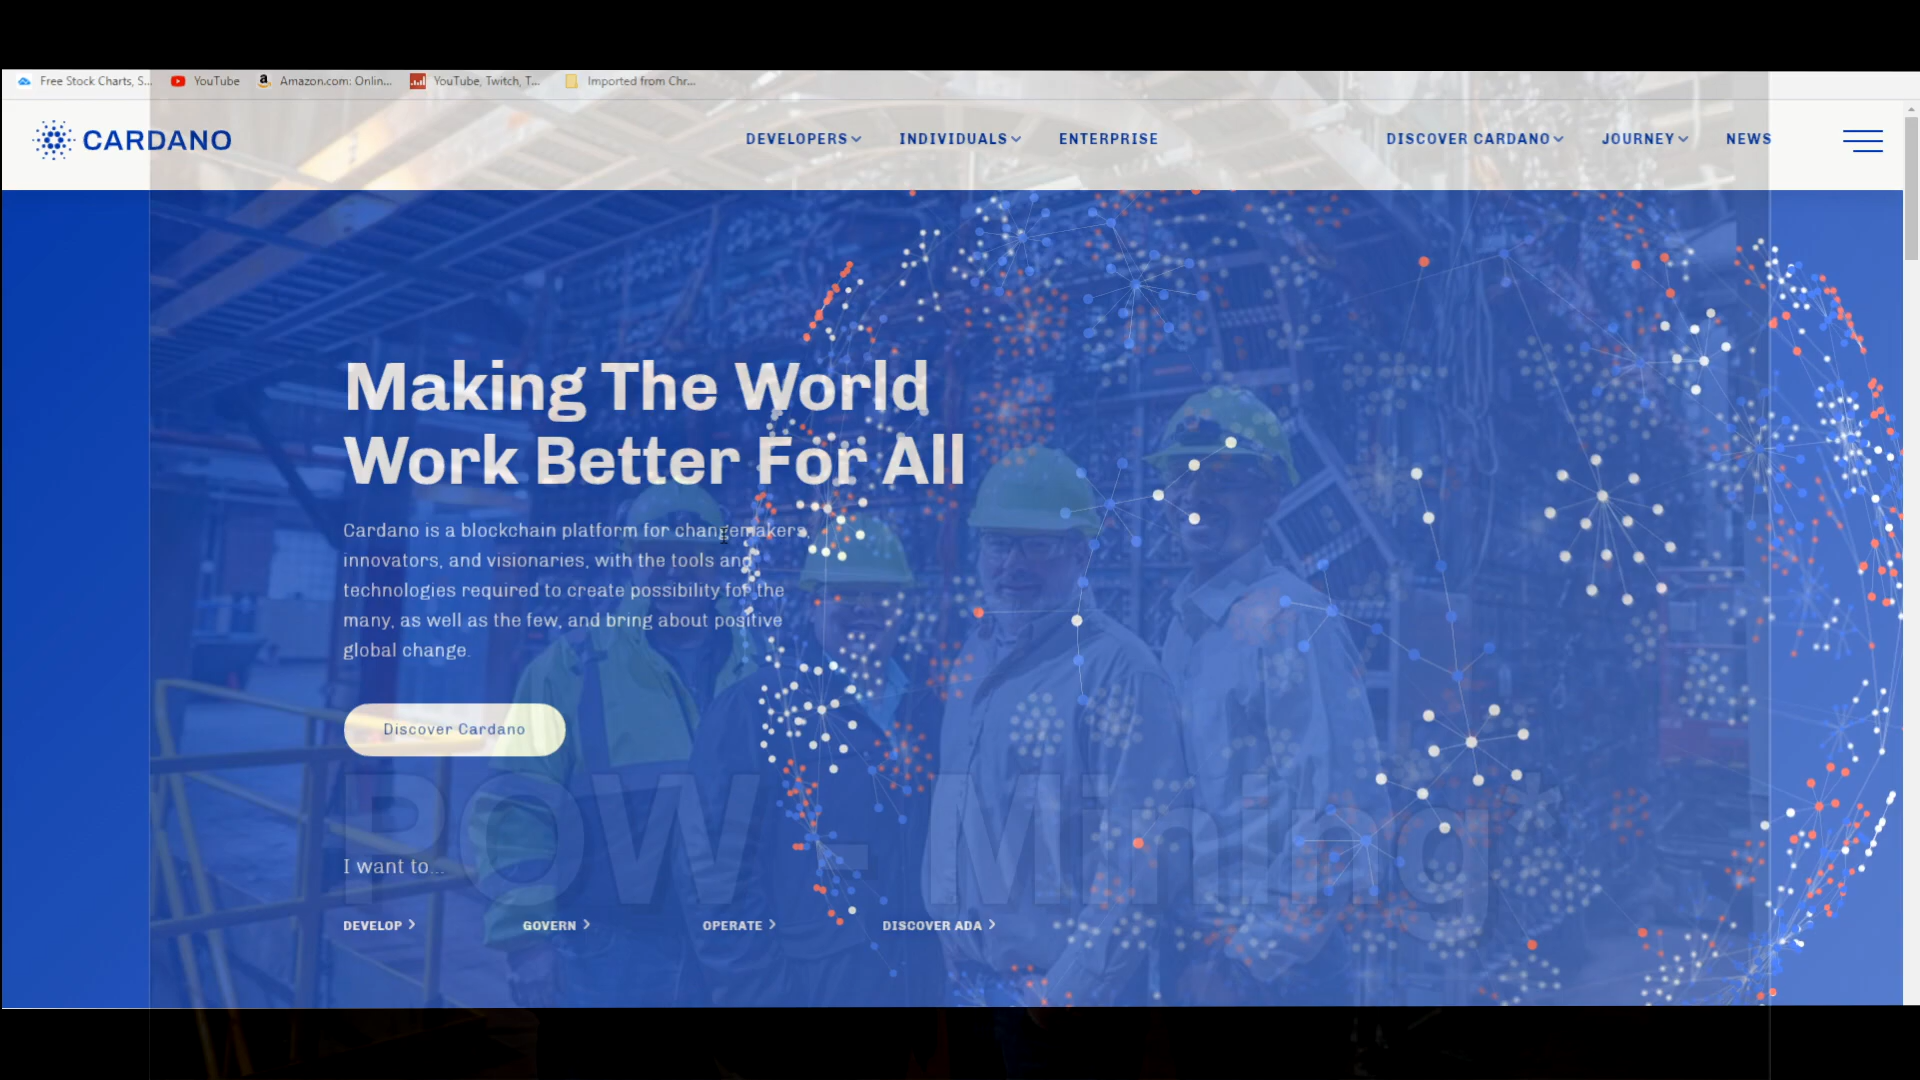 Free Stock Charts, S...
YouTube
Amazon.com: Onlin...
YouTube, Twitch, T...
Imported from Chr...
CARDANO
DEVELOPERS
INDIVIDUALS
ENTERPRISE
DISCOVER CARDANO
JOURNEY
NEWS
Making The World
Work Better For All
Cardano is a blockchain platform for changemakers,
innovators, and visionaries, with the tools and
technologies required to create possibility for the
many, as well as the few, and bring about positive
global change.
Discover Cardano
POW - Mining*
I want to...
DEVELOP
GOVERN
OPERATE
DISCOVER ADA